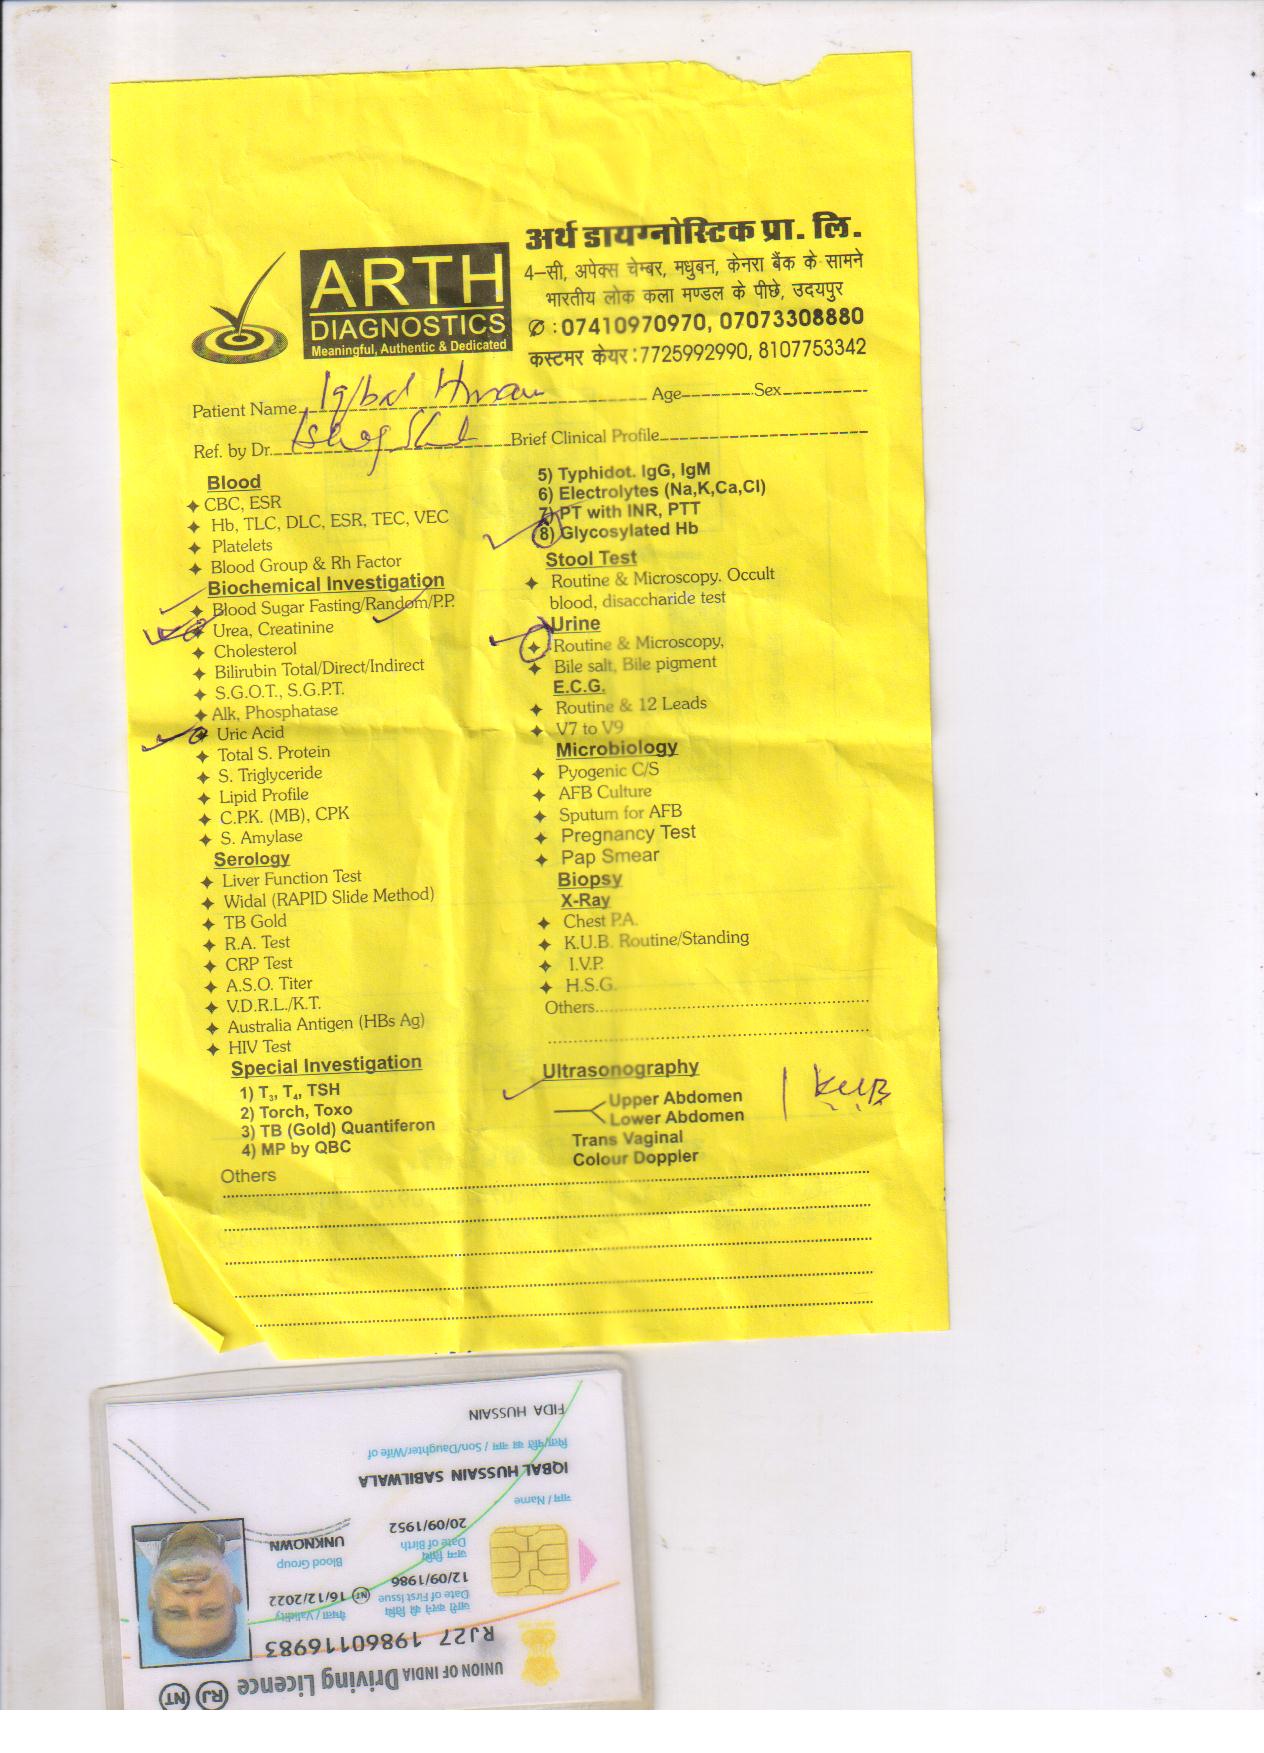 अर्थ डायग्नोस्टिक प्रा. लि.
4–सी, अपेक्स चेम्बर, मधुबन, केनरा बैंक के सामने
भारतीय लोक कला मण्डल के पीछे, उदयपुर
✆ : 07410970970, 07073308880
कस्टमर केयर : 7725992990, 8107753342
ARTH
DIAGNOSTICS
Meaningful, Authentic & Dedicated
Patient Name Iqbal Hussain Age Sex
Ref. by Dr. Brief Clinical Profile
Blood
CBC, ESR
Hb, TLC, DLC, ESR, TEC, VEC
Platelets
Blood Group & Rh Factor
Biochemical Investigation
Blood Sugar Fasting/Random/P.P.
Urea, Creatinine
Cholesterol
Bilirubin Total/Direct/Indirect
S.G.O.T., S.G.P.T.
Alk, Phosphatase
Uric Acid
Total S. Protein
S. Triglyceride
Lipid Profile
C.P.K. (MB), CPK
S. Amylase
Serology
Liver Function Test
Widal (RAPID Slide Method)
TB Gold
R.A. Test
CRP Test
A.S.O. Titer
V.D.R.L./K.T.
Australia Antigen (HBs Ag)
HIV Test
Special Investigation
1) T3, T4, TSH
2) Torch, Toxo
3) TB (Gold) Quantiferon
4) MP by QBC
Others
5) Typhidot. IgG, IgM
6) Electrolytes (Na,K,Ca,Cl)
7) PT with INR, PTT
8) Glycosylated Hb
Stool Test
Routine & Microscopy. Occult
blood, disaccharide test
Urine
Routine & Microscopy,
Bile salt, Bile pigment
E.C.G.
Routine & 12 Leads
V7 to V9
Microbiology
Pyogenic C/S
AFB Culture
Sputum for AFB
Pregnancy Test
Pap Smear
Biopsy
X-Ray
Chest P.A.
K.U.B. Routine/Standing
I.V.P.
H.S.G.
Others
Ultrasonography
Upper Abdomen
Lower Abdomen
KUB
Trans Vaginal
Colour Doppler
UNION OF INDIA Driving Licence RJ NT
RJ27 19860116983
जारी करने की तिथि
Date of First Issue
12/09/1986
वैधता / Validity
16/12/2022 NT
जन्म तिथि
Date of Birth
20/09/1952
Blood Group
UNKNOWN
नाम / Name
IQBAL HUSSAIN SABILWALA
पिता/पति का नाम / Son/Daughter/Wife of
FIDA HUSSAIN